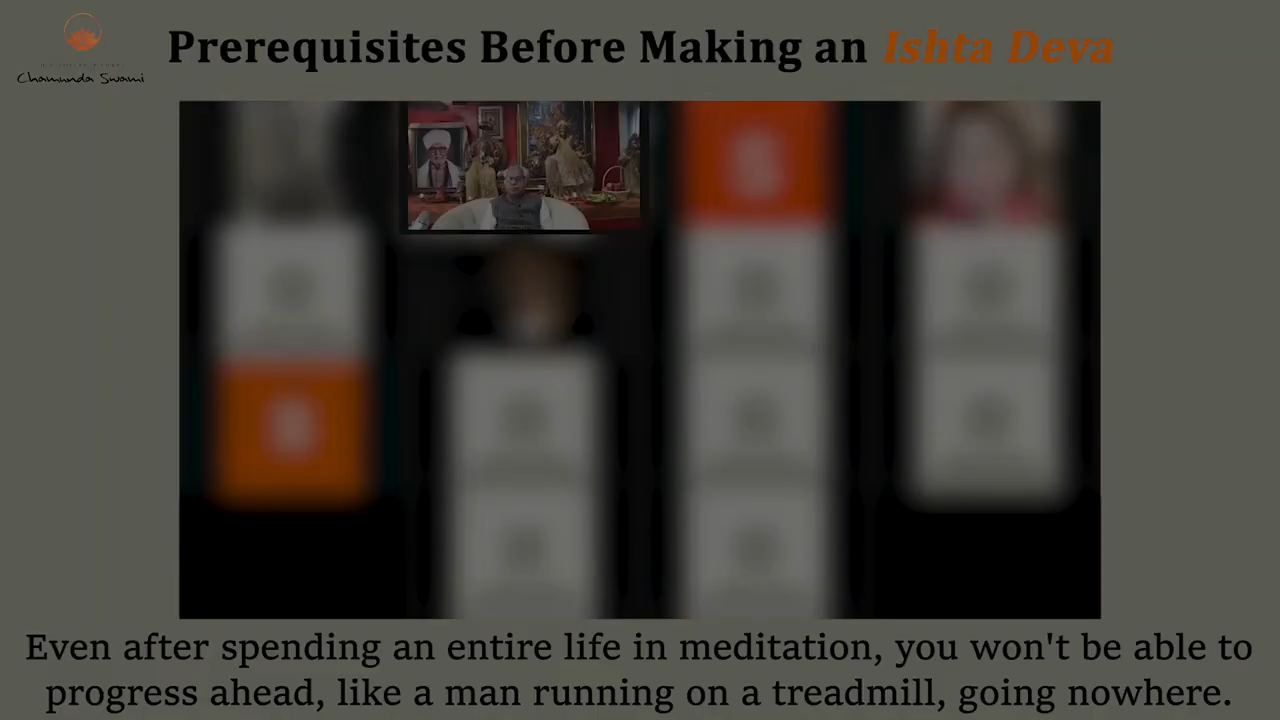 Prerequisites Before Making an Ishta Deva
Chamunda Swami
Even after spending an entire life in meditation, you won't be able to
progress ahead, like a man running on a treadmill, going nowhere.